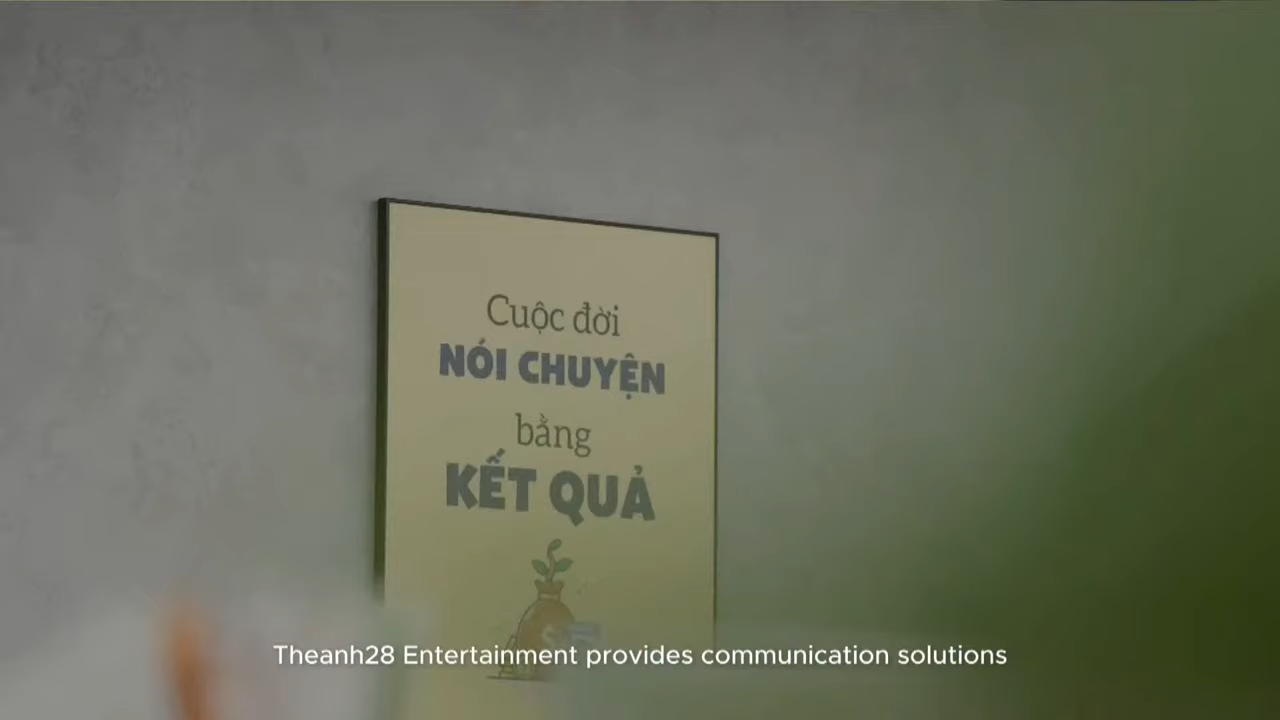 Cuộc đời
NÓI CHUYỆN
bằng
KẾT QUẢ
$
Theanh28 Entertainment provides communication solutions